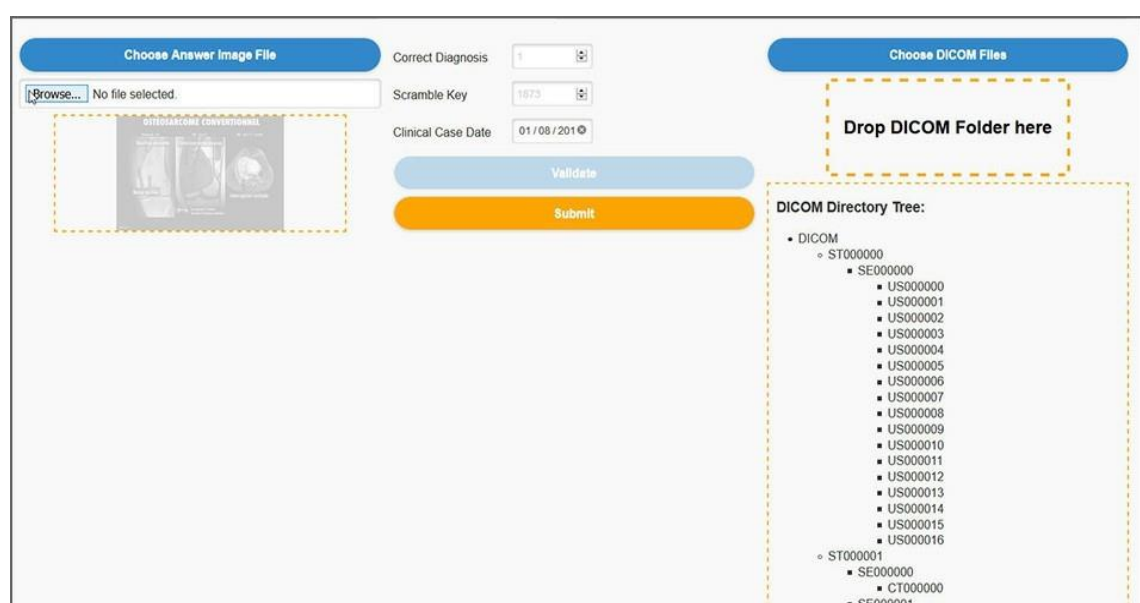 Choose Answer Image File
Browse... No file selected.
OSTEOSARCOME CONVENTIONNEL
Correct Diagnosis 1
Scramble Key 1673
Clinical Case Date 01 / 08 / 201
Validate
Submit
Choose DICOM Files
Drop DICOM Folder here
DICOM Directory Tree:
DICOM
ST000000
SE000000
US000000
US000001
US000002
US000003
US000004
US000005
US000006
US000007
US000008
US000009
US000010
US000011
US000012
US000013
US000014
US000015
US000016
ST000001
SE000000
CT000000
SE000001